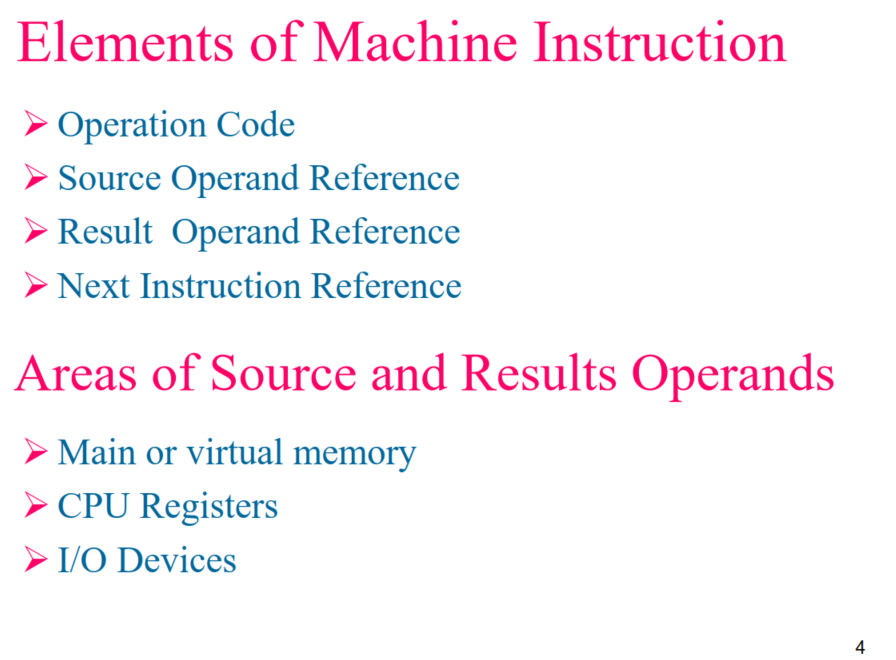 Elements of Machine Instruction
➢ Operation Code
➢ Source Operand Reference
➢ Result  Operand Reference
➢ Next Instruction Reference
Areas of Source and Results Operands
➢ Main or virtual memory
➢ CPU Registers
➢ I/O Devices
4